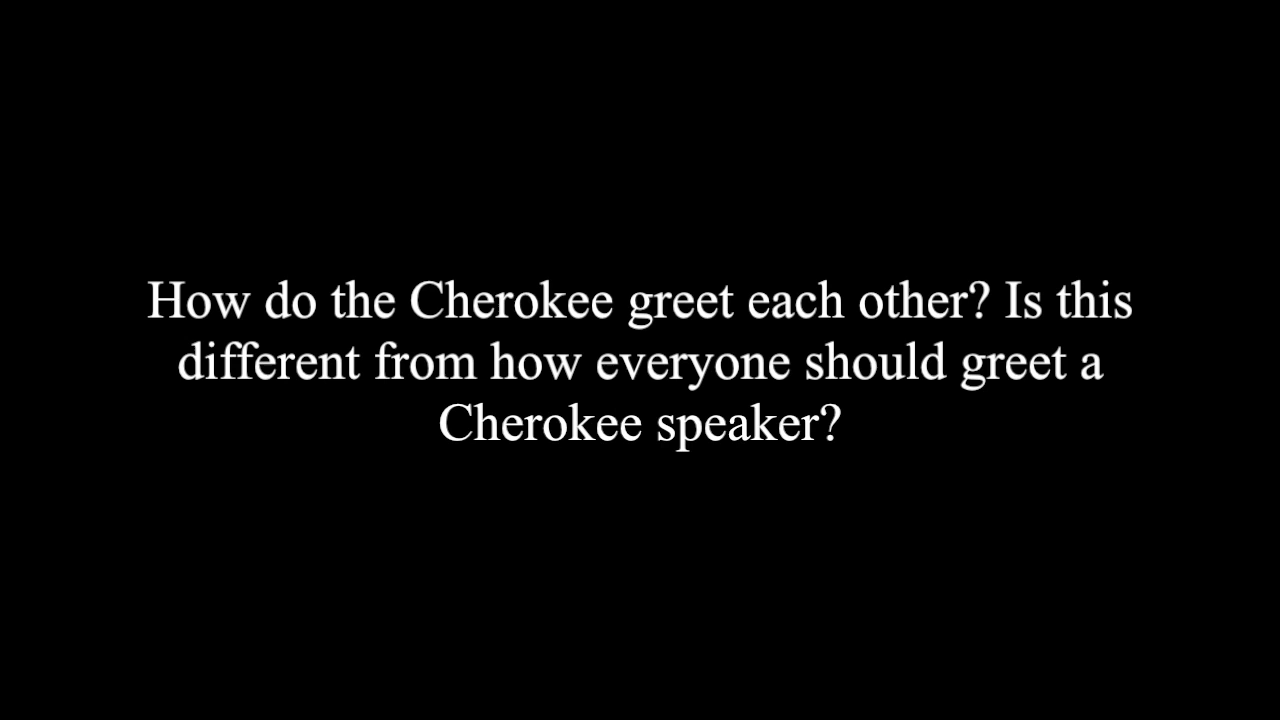 How do the Cherokee greet each other? Is this
different from how everyone should greet a
Cherokee speaker?